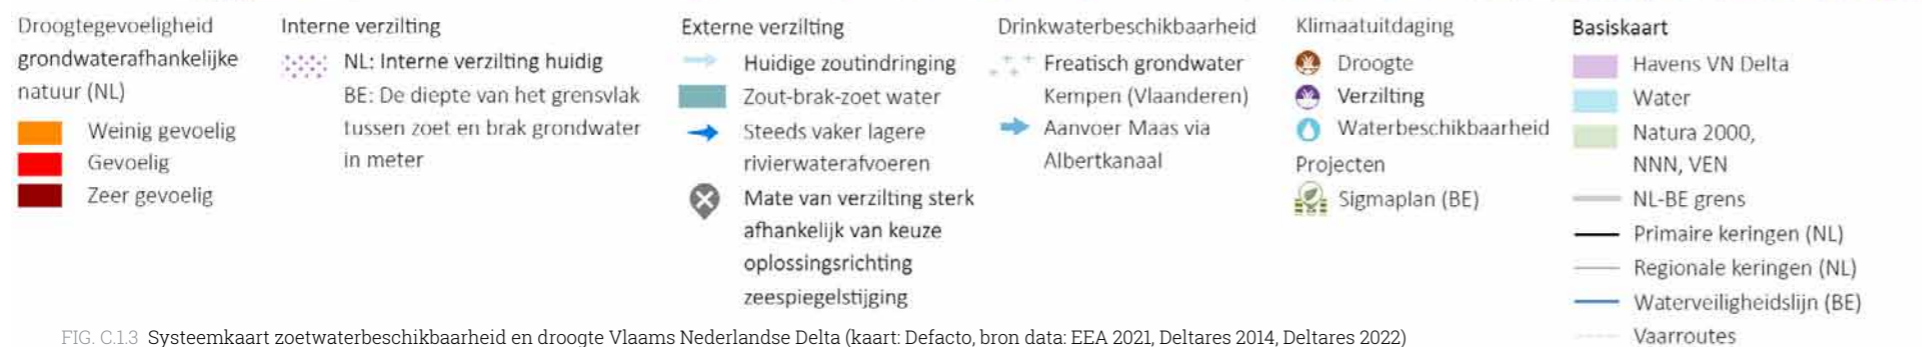 Droogtegevoeligheid
grondwaterafhankelijke
natuur (NL)
Weinig gevoelig
Gevoelig
Zeer gevoelig
Interne verzilting
NL: Interne verzilting huidig
BE: De diepte van het grensvlak
tussen zoet en brak grondwater
in meter
Externe verzilting
Huidige zoutindringing
Zout-brak-zoet water
Steeds vaker lagere
rivierwaterafvoeren
Mate van verzilting sterk
afhankelijk van keuze
oplossingsrichting
zeespiegelstijging
Drinkwaterbeschikbaarheid
Freatisch grondwater
Kempen (Vlaanderen)
Aanvoer Maas via
Albertkanaal
Klimaatuitdaging
Droogte
Verzilting
Waterbeschikbaarheid
Projecten
Sigmaplan (BE)
Basiskaart
Havens VN Delta
Water
Natura 2000,
NNN, VEN
NL-BE grens
Primaire keringen (NL)
Regionale keringen (NL)
Waterveiligheidslijn (BE)
Vaarroutes
FIG. C.1.3 Systeemkaart zoetwaterbeschikbaarheid en droogte Vlaams Nederlandse Delta (kaart: Defacto, bron data: EEA 2021, Deltares 2014, Deltares 2022)